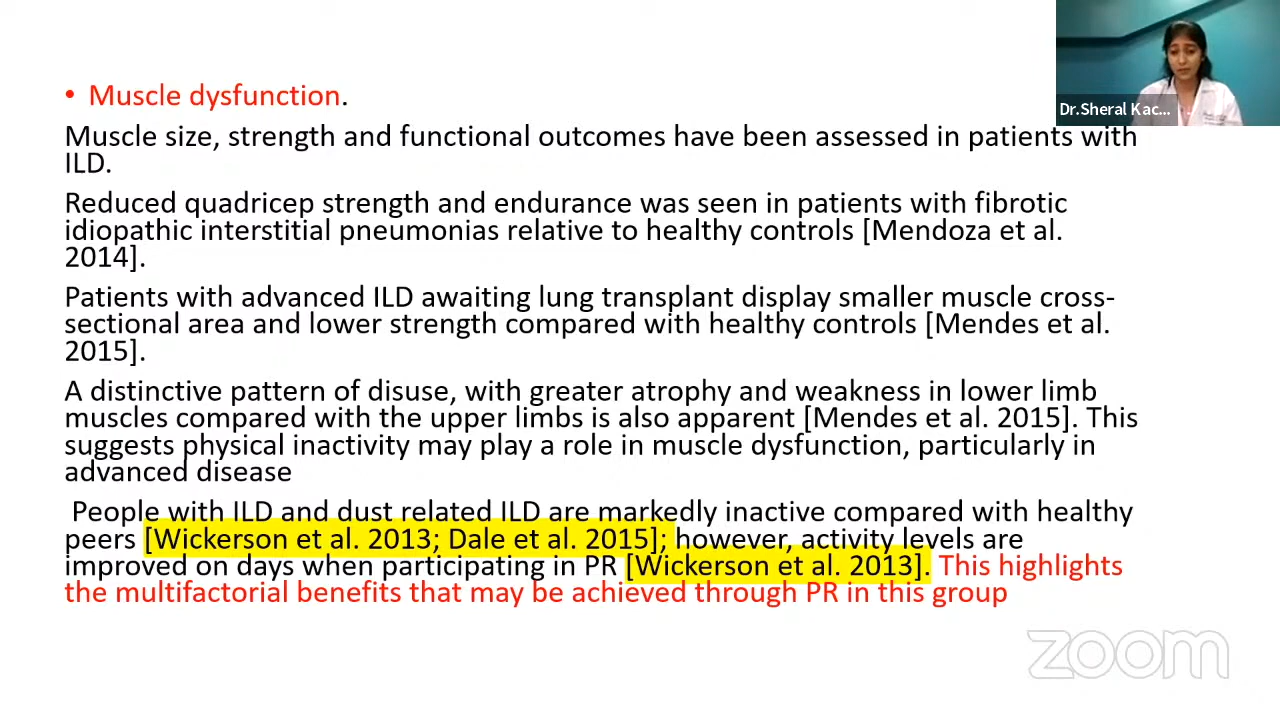 • Muscle dysfunction.
Muscle size, strength and functional outcomes have been assessed in patients with
ILD.
Reduced quadricep strength and endurance was seen in patients with fibrotic
idiopathic interstitial pneumonias relative to healthy controls [Mendoza et al.
2014].
Patients with advanced ILD awaiting lung transplant display smaller muscle cross-
sectional area and lower strength compared with healthy controls [Mendes et al.
2015].
A distinctive pattern of disuse, with greater atrophy and weakness in lower limb
muscles compared with the upper limbs is also apparent [Mendes et al. 2015]. This
suggests physical inactivity may play a role in muscle dysfunction, particularly in
advanced disease
People with ILD and dust related ILD are markedly inactive compared with healthy
peers [Wickerson et al. 2013; Dale et al. 2015]; however, activity levels are
improved on days when participating in PR [Wickerson et al. 2013]. This highlights
the multifactorial benefits that may be achieved through PR in this group
Dr.Sheral Kac...
zoom